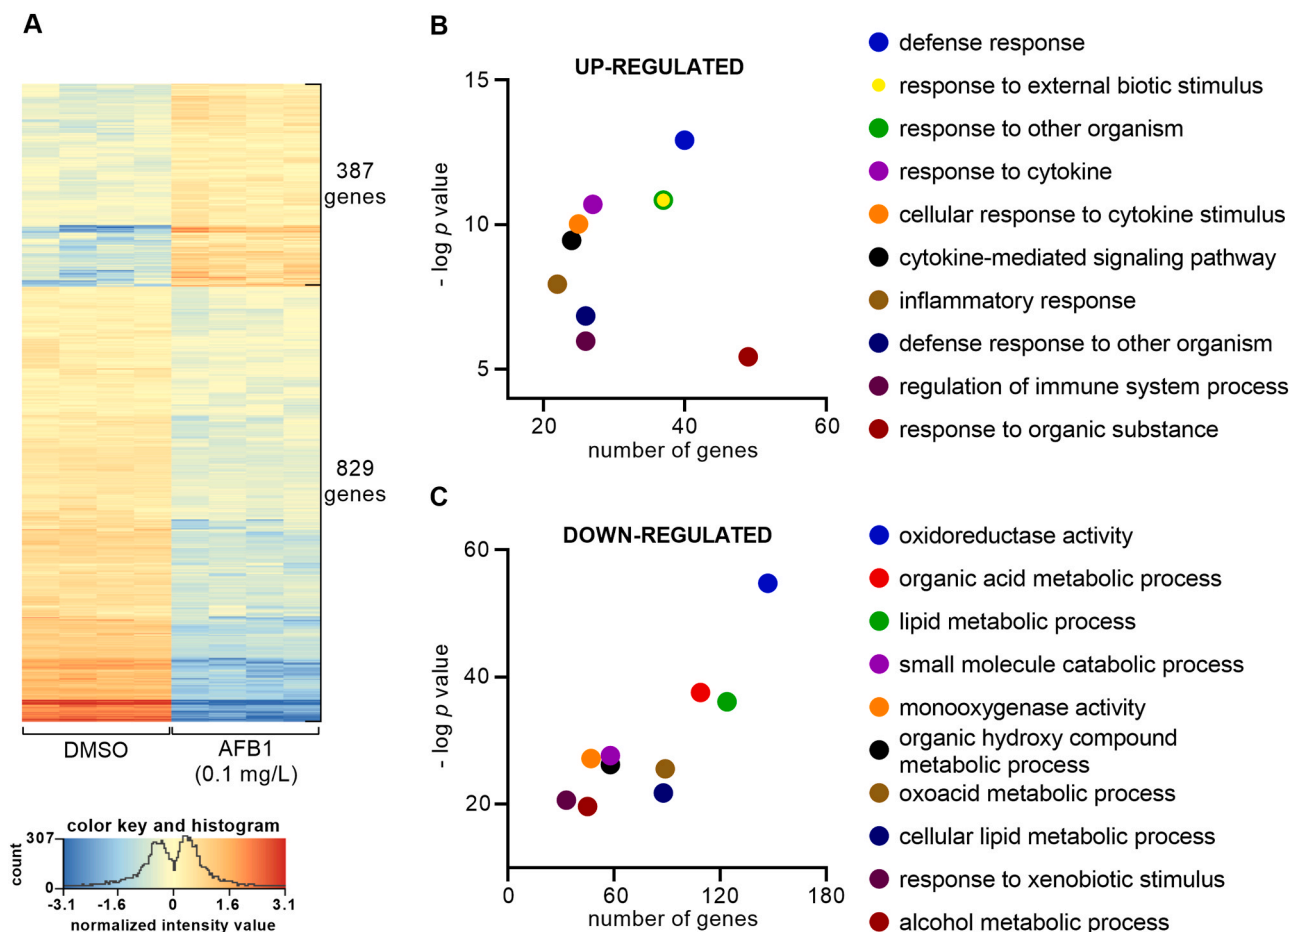 A
387
genes
829
genes
DMSO
AFB1
(0.1 mg/L)
color key and histogram
307
count
0
-3.1
-1.6
0
1.6
3.1
normalized intensity value
B
UP-REGULATED
15
10
5
- log p value
20
40
60
number of genes
defense response
response to external biotic stimulus
response to other organism
response to cytokine
cellular response to cytokine stimulus
cytokine-mediated signaling pathway
inflammatory response
defense response to other organism
regulation of immune system process
response to organic substance
C
DOWN-REGULATED
60
40
20
- log p value
0
60
120
180
number of genes
oxidoreductase activity
organic acid metabolic process
lipid metabolic process
small molecule catabolic process
monooxygenase activity
organic hydroxy compound
metabolic process
oxoacid metabolic process
cellular lipid metabolic process
response to xenobiotic stimulus
alcohol metabolic process